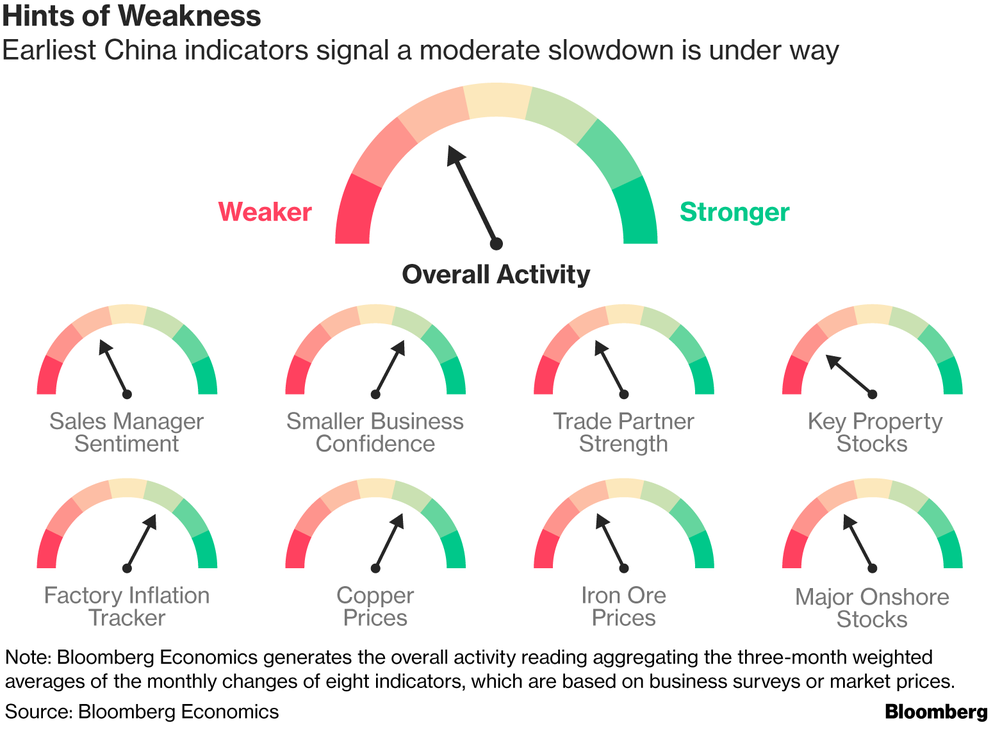 Hints of Weakness
Earliest China indicators signal a moderate slowdown is under way
Weaker
Stronger
Overall Activity
Sales Manager
Sentiment
Smaller Business
Confidence
Trade Partner
Strength
Key Property
Stocks
Factory Inflation
Tracker
Copper
Prices
Iron Ore
Prices
Major Onshore
Stocks
Note: Bloomberg Economics generates the overall activity reading aggregating the three-month weighted
averages of the monthly changes of eight indicators, which are based on business surveys or market prices.
Source: Bloomberg Economics
Bloomberg